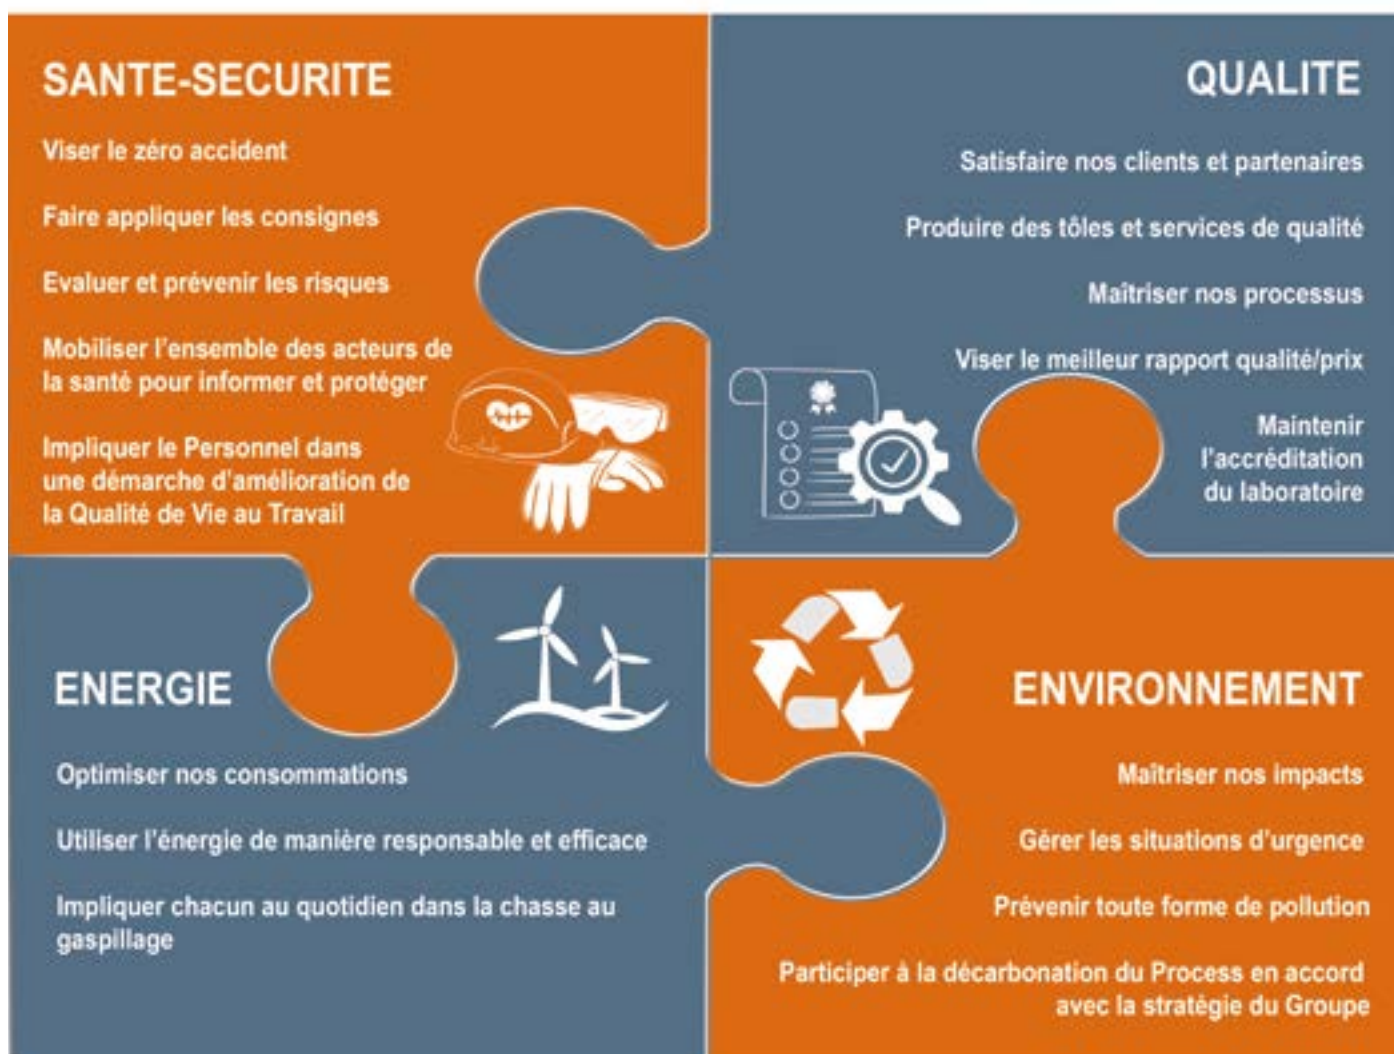 SANTE-SECURITE
Viser le zéro accident
Faire appliquer les consignes
Evaluer et prévenir les risques
Mobiliser l'ensemble des acteurs de
la santé pour informer et protéger
Impliquer le Personnel dans
une démarche d'amélioration de
la Qualité de Vie au Travail
QUALITE
Satisfaire nos clients et partenaires
Produire des tôles et services de qualité
Maîtriser nos processus
Viser le meilleur rapport qualité/prix
Maintenir
l'accréditation
du laboratoire
ENERGIE
Optimiser nos consommations
Utiliser l'énergie de manière responsable et efficace
Impliquer chacun au quotidien dans la chasse au
gaspillage
ENVIRONNEMENT
Maîtriser nos impacts
Gérer les situations d'urgence
Prévenir toute forme de pollution
Participer à la décarbonation du Process en accord
avec la stratégie du Groupe